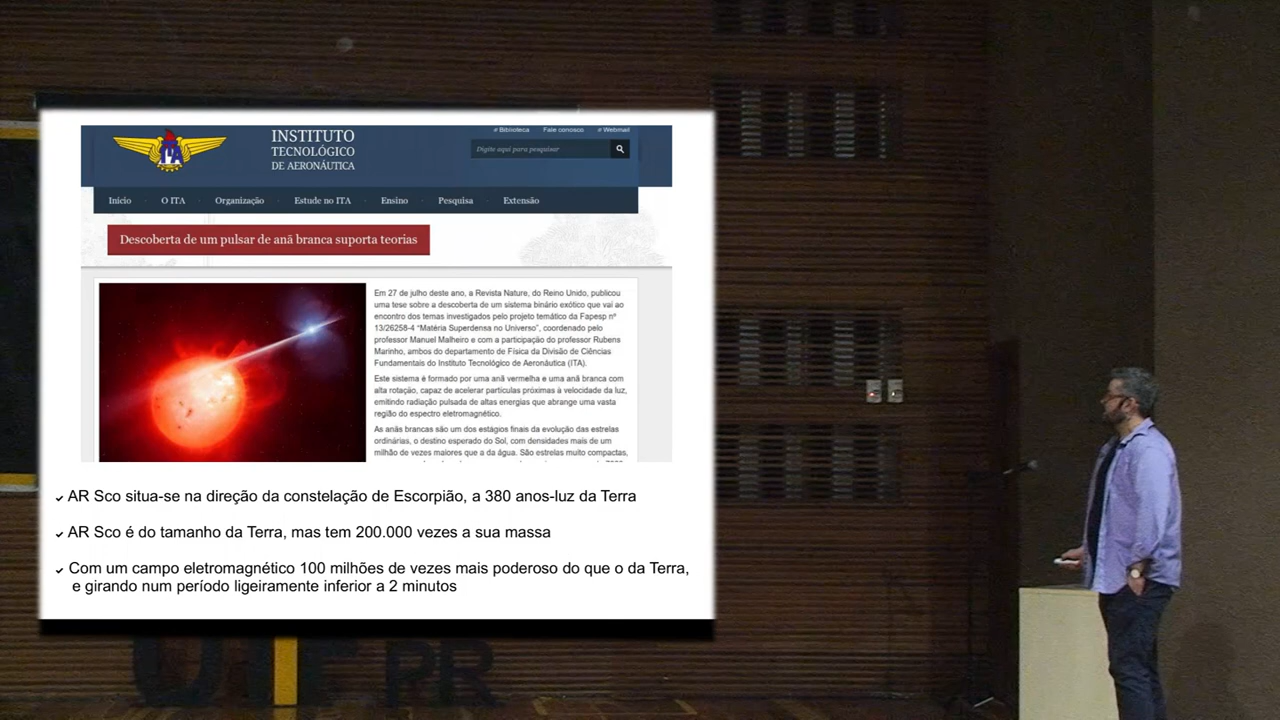 INSTITUTO
TECNOLÓGICO
DE AERONÁUTICA
Biblioteca Fale conosco Webmail
Digite aqui para pesquisar
ITA
Início O ITA Organização Estude no ITA Ensino Pesquisa Extensão
Descoberta de um pulsar de anã branca suporta teorias
Em 27 de julho deste ano, a Revista Nature, do Reino Unido, publicou
uma tese sobre a descoberta de um sistema binário exótico que vai ao
encontro dos temas investigados pelo projeto temático da Fapesp nº
13/26258-4 “Matéria Superdensa no Universo”, coordenado pelo
professor Manuel Malheiro e com a participação do professor Rubens
Marinho, ambos do departamento de Física da Divisão de Ciências
Fundamentais do Instituto Tecnológico de Aeronáutica (ITA).
Este sistema é formado por uma anã vermelha e uma anã branca com
alta rotação, capaz de acelerar partículas próximas à velocidade da luz,
emitindo radiação pulsada de altas energias que abrange uma vasta
região do espectro eletromagnético.
As anãs brancas são um dos estágios finais da evolução das estrelas
ordinárias, o destino esperado do Sol, com densidades mais de um
milhão de vezes maiores que a da água. São estrelas muito compactas,
✓ AR Sco situa-se na direção da constelação de Escorpião, a 380 anos-luz da Terra
✓ AR Sco é do tamanho da Terra, mas tem 200.000 vezes a sua massa
✓ Com um campo eletromagnético 100 milhões de vezes mais poderoso do que o da Terra,
e girando num período ligeiramente inferior a 2 minutos
UTFPR